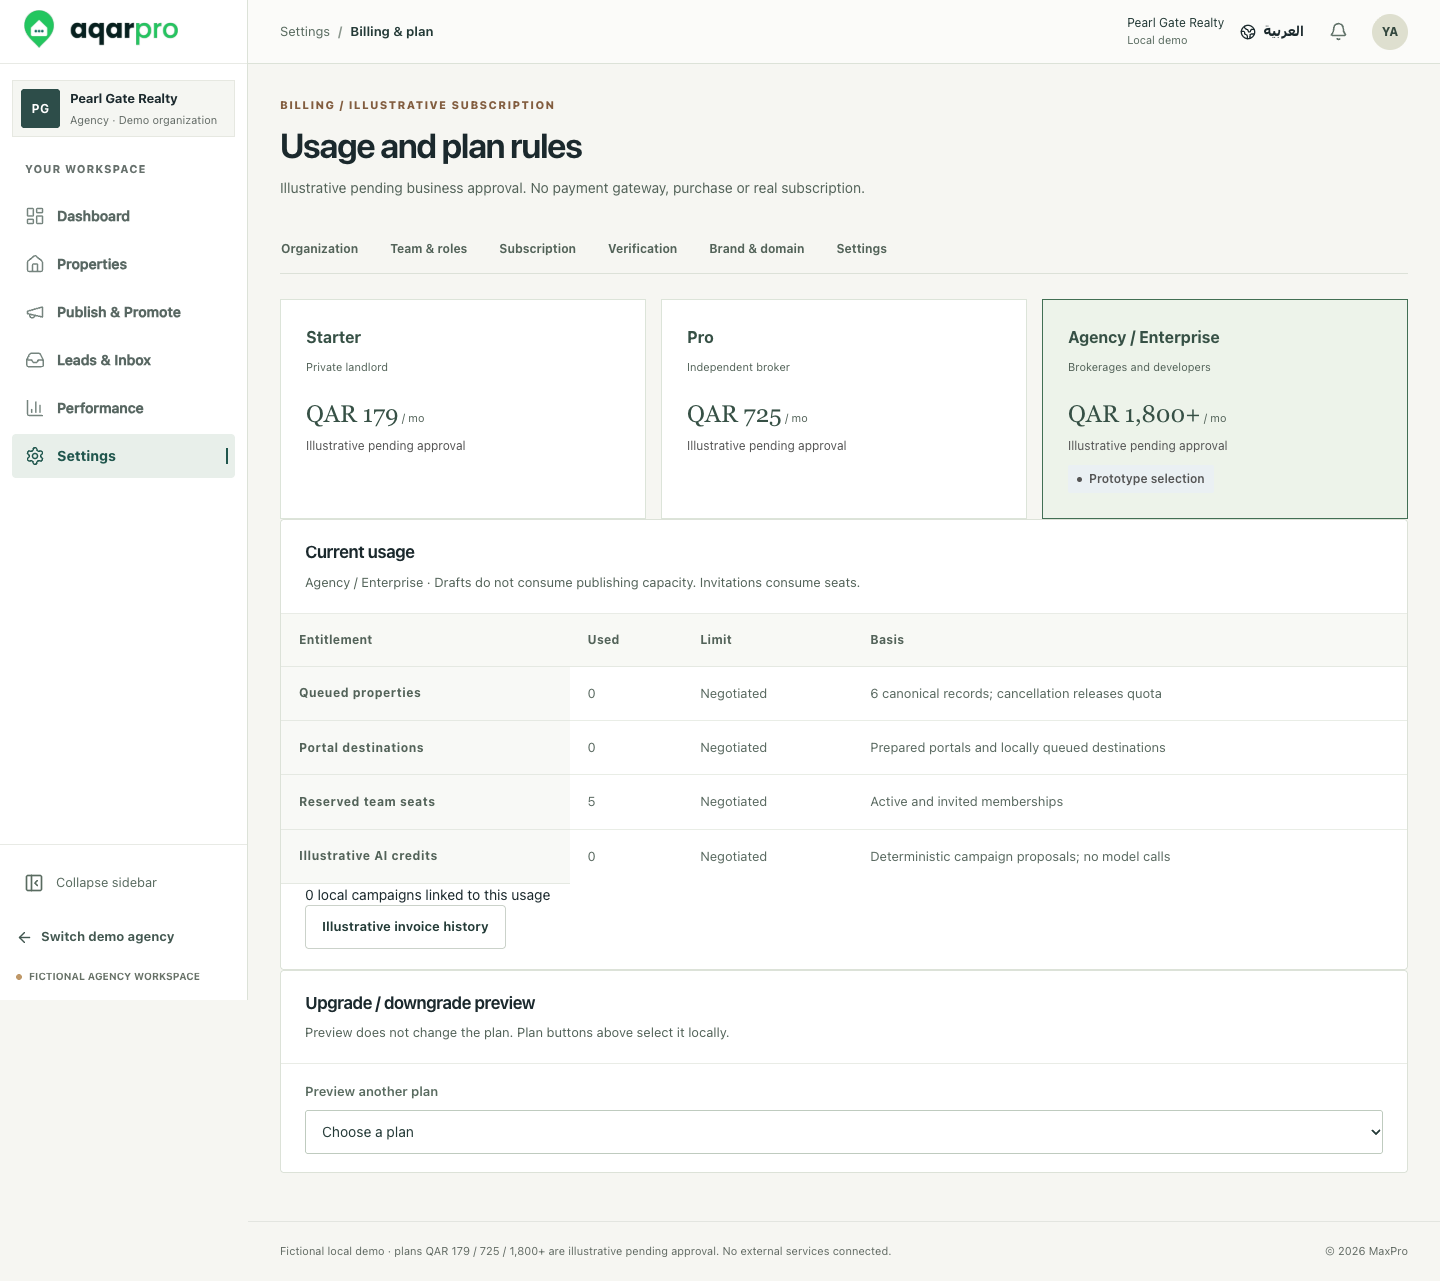 aqarpro
Settings / Billing & plan
Pearl Gate Realty
Local demo
العربية
YA
PG
Pearl Gate Realty
Agency · Demo organization
YOUR WORKSPACE
Dashboard
Properties
Publish & Promote
Leads & Inbox
Performance
Settings
Collapse sidebar
Switch demo agency
FICTIONAL AGENCY WORKSPACE
BILLING / ILLUSTRATIVE SUBSCRIPTION
Usage and plan rules
Illustrative pending business approval. No payment gateway, purchase or real subscription.
Organization Team & roles Subscription Verification Brand & domain Settings
Starter
Private landlord
QAR 179 / mo
Illustrative pending approval
Pro
Independent broker
QAR 725 / mo
Illustrative pending approval
Agency / Enterprise
Brokerages and developers
QAR 1,800+ / mo
Illustrative pending approval
Prototype selection
Current usage
Agency / Enterprise · Drafts do not consume publishing capacity. Invitations consume seats.
Entitlement Used Limit Basis
Queued properties 0 Negotiated 6 canonical records; cancellation releases quota
Portal destinations 0 Negotiated Prepared portals and locally queued destinations
Reserved team seats 5 Negotiated Active and invited memberships
Illustrative AI credits 0 Negotiated Deterministic campaign proposals; no model calls
0 local campaigns linked to this usage
Illustrative invoice history
Upgrade / downgrade preview
Preview does not change the plan. Plan buttons above select it locally.
Preview another plan
Choose a plan
Fictional local demo · plans QAR 179 / 725 / 1,800+ are illustrative pending approval. No external services connected.
© 2026 MaxPro